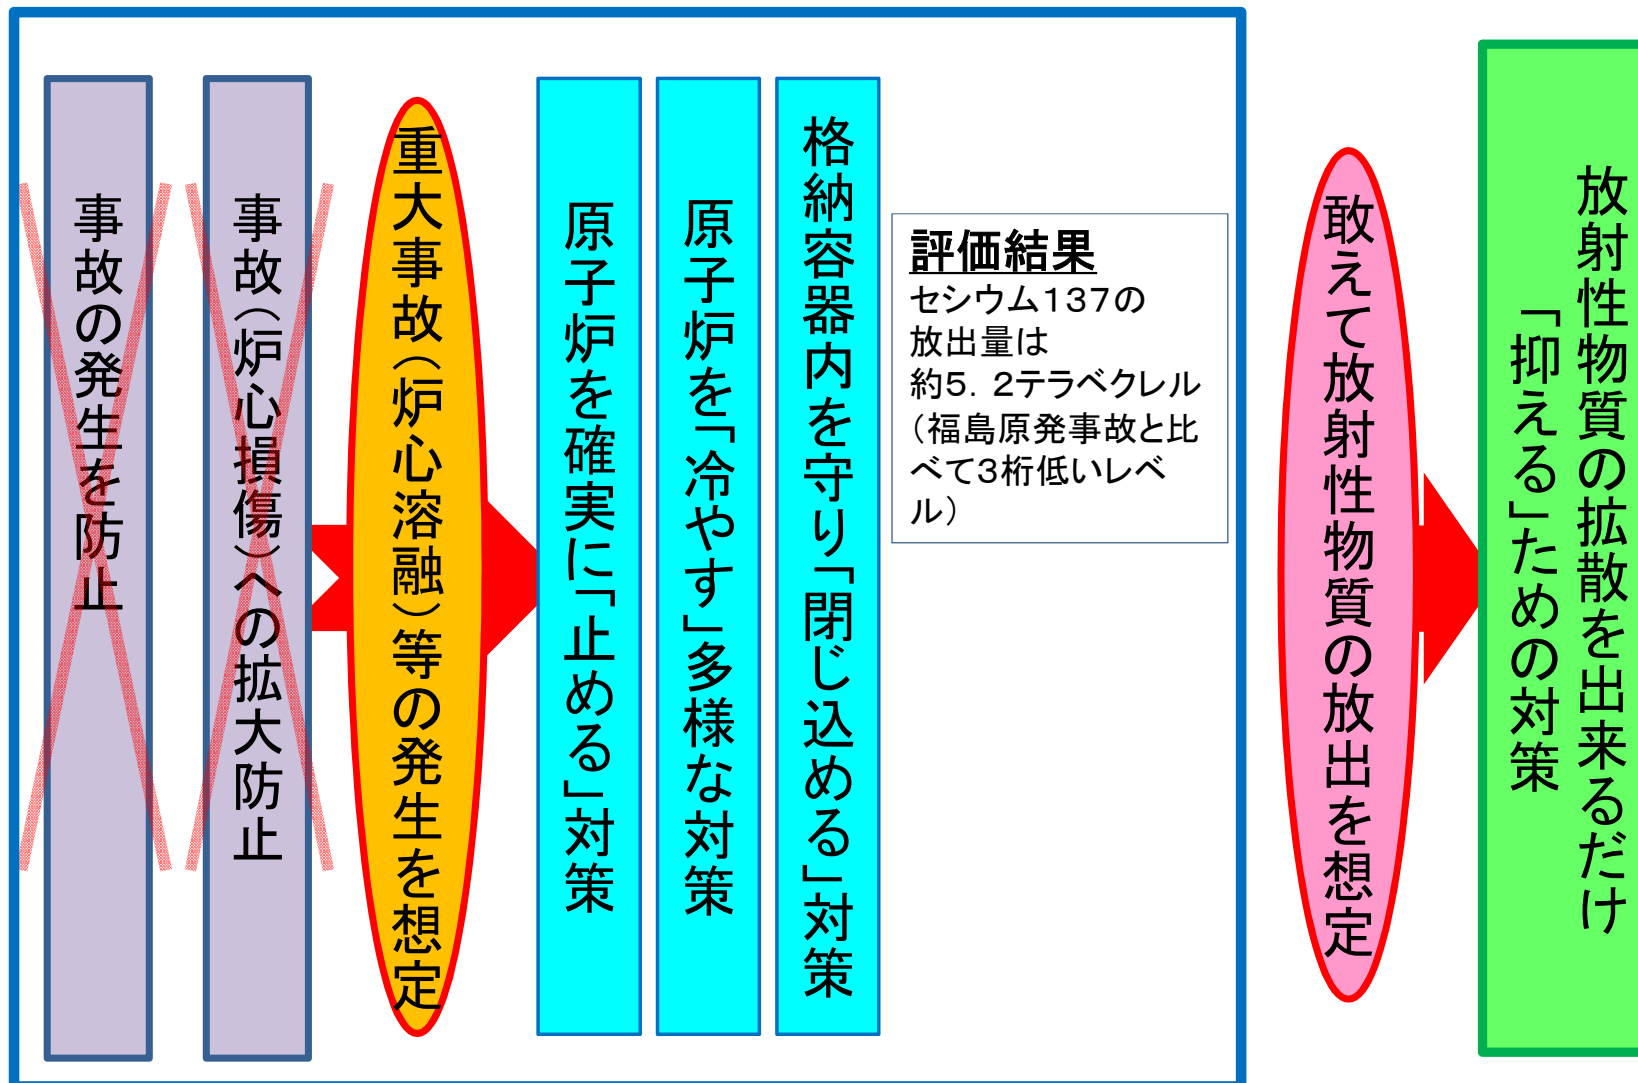 事故の発生を防止
事故（炉心損傷）への拡大防止
重大事故（炉心溶融）等の発生を想定
原子炉を確実に「止める」対策
原子炉を「冷やす」多様な対策
格納容器内を守り「閉じ込める」対策
評価結果
セシウム１３７の
放出量は
約５．２テラベクレル
（福島原発事故と比
べて３桁低いレベ
ル）
敢えて放射性物質の放出を想定
放射性物質の拡散を出来るだけ
「抑える」ための対策